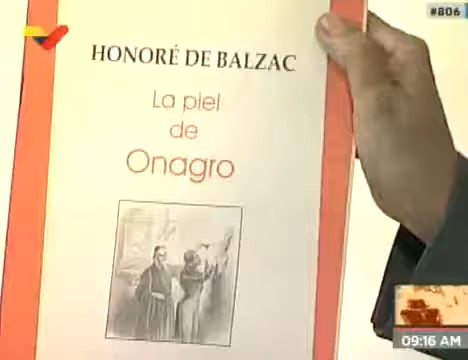 #806
HONORÉ DE BALZAC
La piel
de
Onagro
09:16 AM